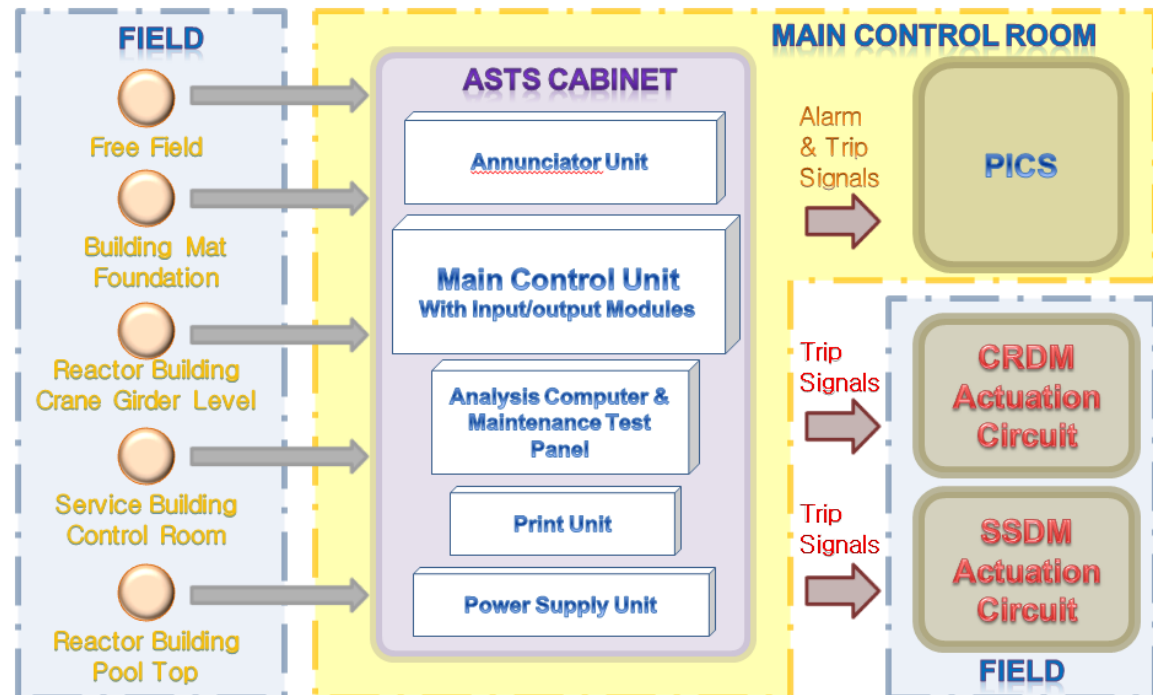 FIELD
Free Field
Building Mat
Foundation
Reactor Building
Crane Girder Level
Service Building
Control Room
Reactor Building
Pool Top
MAIN CONTROL ROOM
ASTS CABINET
Annunciator Unit
Main Control Unit
With Input/output Modules
Analysis Computer &
Maintenance Test
Panel
Print Unit
Power Supply Unit
Alarm
& Trip
Signals
PICS
Trip
Signals
CRDM
Actuation
Circuit
Trip
Signals
SSDM
Actuation
Circuit
FIELD